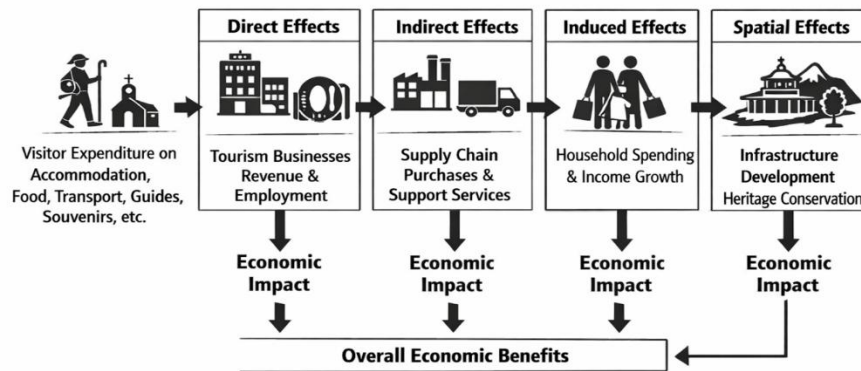 Direct Effects
Indirect Effects
Induced Effects
Spatial Effects
Visitor Expenditure on
Accommodation,
Food, Transport, Guides,
Souvenirs, etc.
Tourism Businesses
Revenue &
Employment
Supply Chain
Purchases &
Support Services
Household Spending
& Income Growth
Infrastructure
Development
Heritage Conservation
Economic
Impact
Economic
Impact
Economic
Impact
Economic
Impact
Overall Economic Benefits